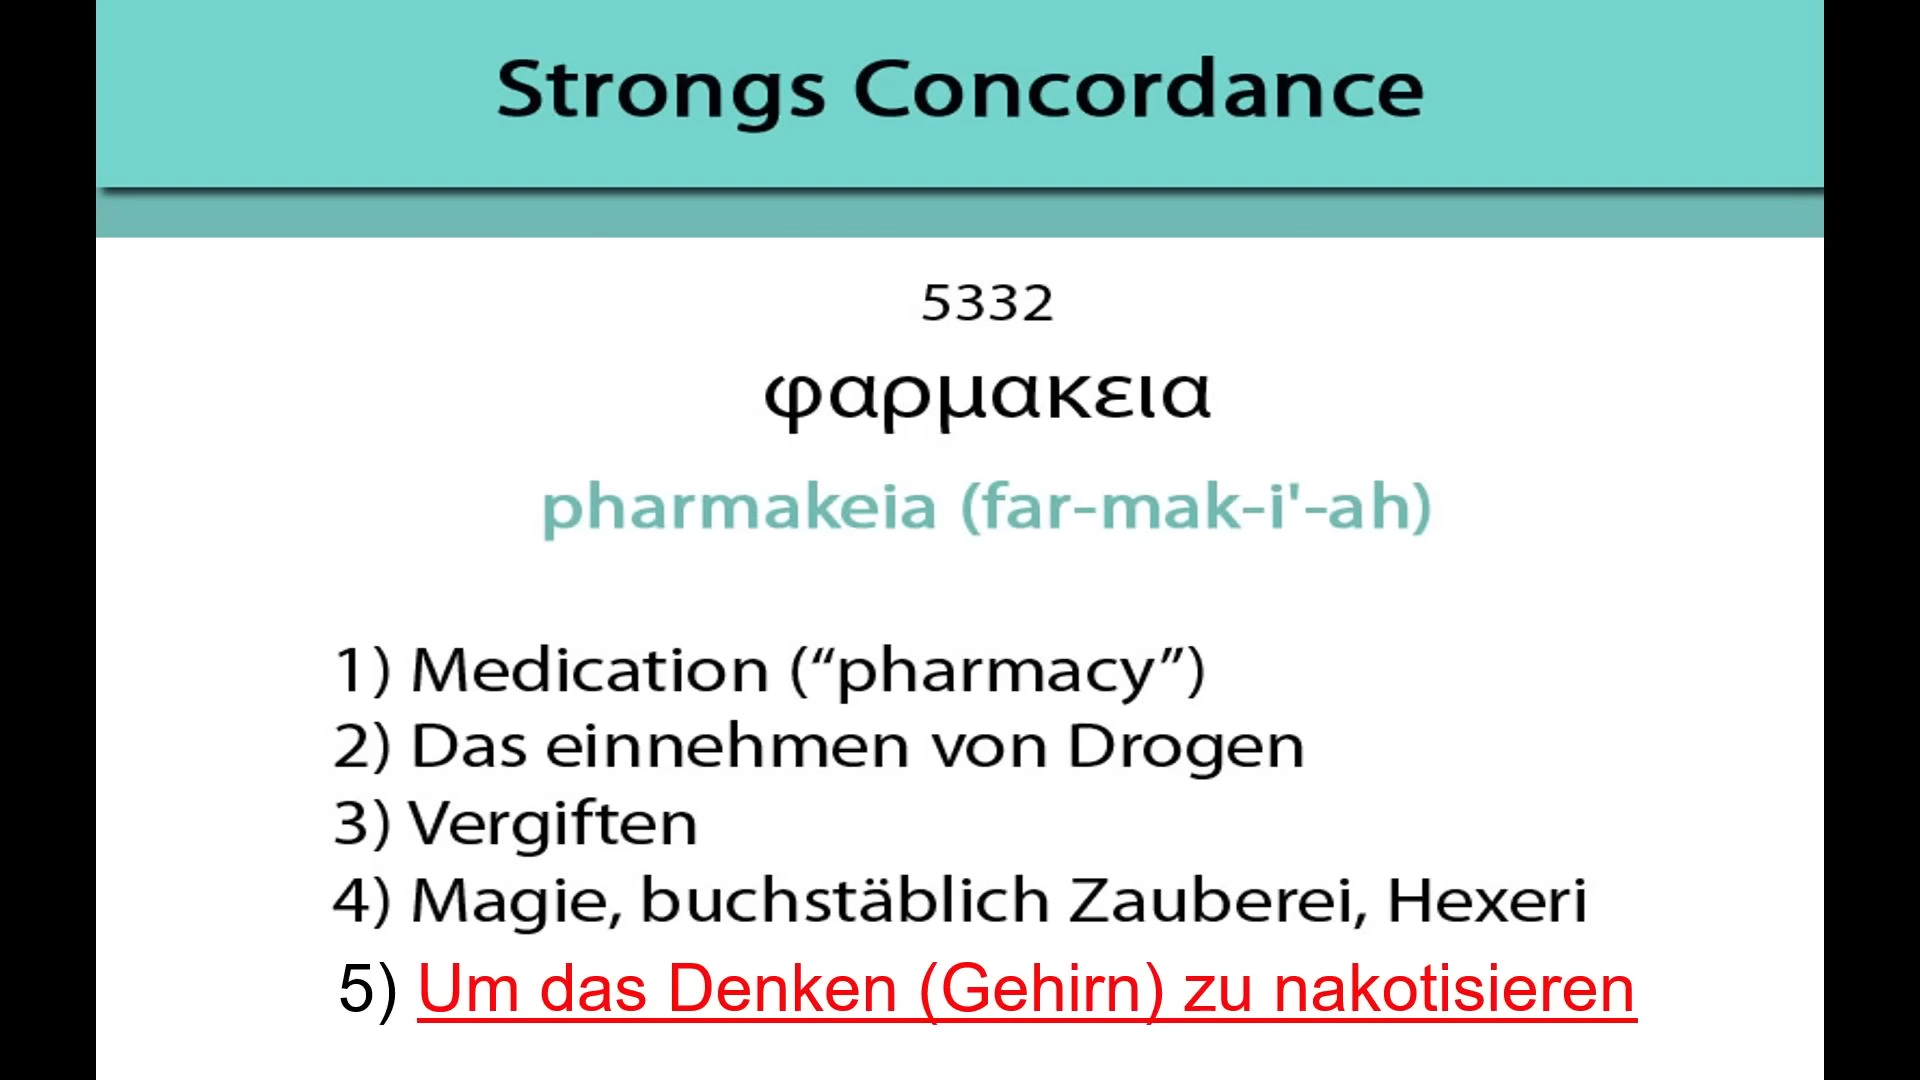 Strongs Concordance
5332
φαρμακεια
pharmakeia (far-mak-i'-ah)
1) Medication (“pharmacy”)
2) Das einnehmen von Drogen
3) Vergiften
4) Magie, buchstäblich Zauberei, Hexeri
5) Um das Denken (Gehirn) zu nakotisieren